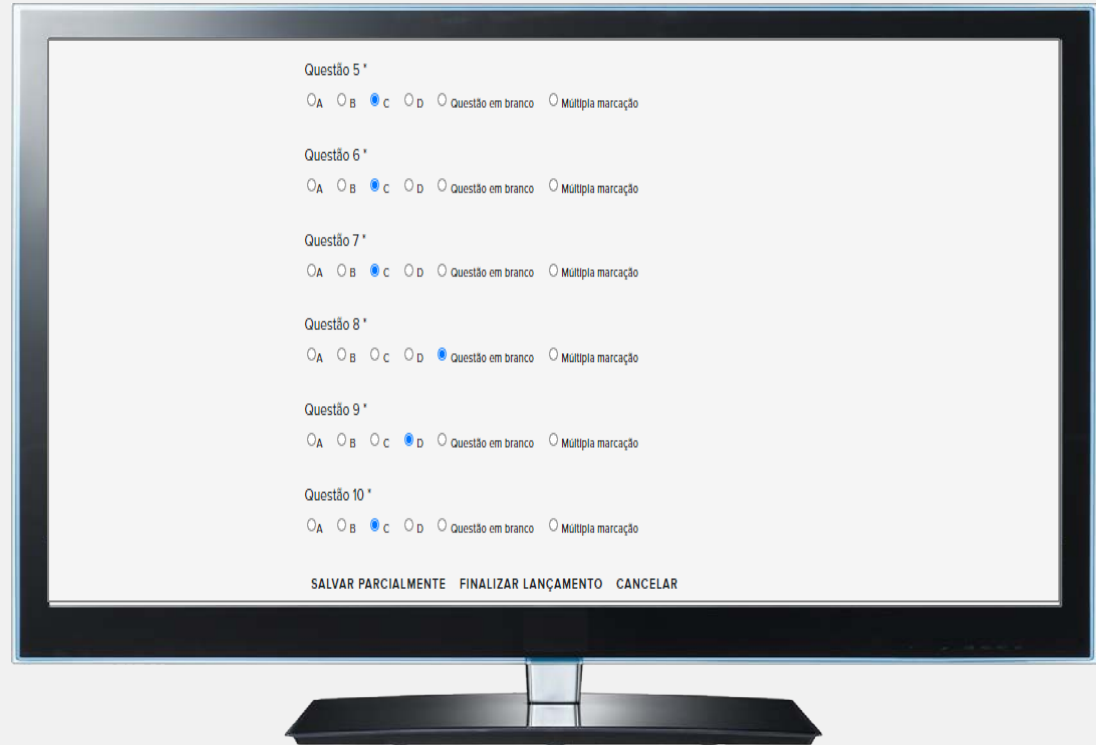 Questão 5 *
A B C D Questão em branco Múltipla marcação
Questão 6 *
A B C D Questão em branco Múltipla marcação
Questão 7 *
A B C D Questão em branco Múltipla marcação
Questão 8 *
A B C D Questão em branco Múltipla marcação
Questão 9 *
A B C D Questão em branco Múltipla marcação
Questão 10 *
A B C D Questão em branco Múltipla marcação
SALVAR PARCIALMENTE FINALIZAR LANÇAMENTO CANCELAR